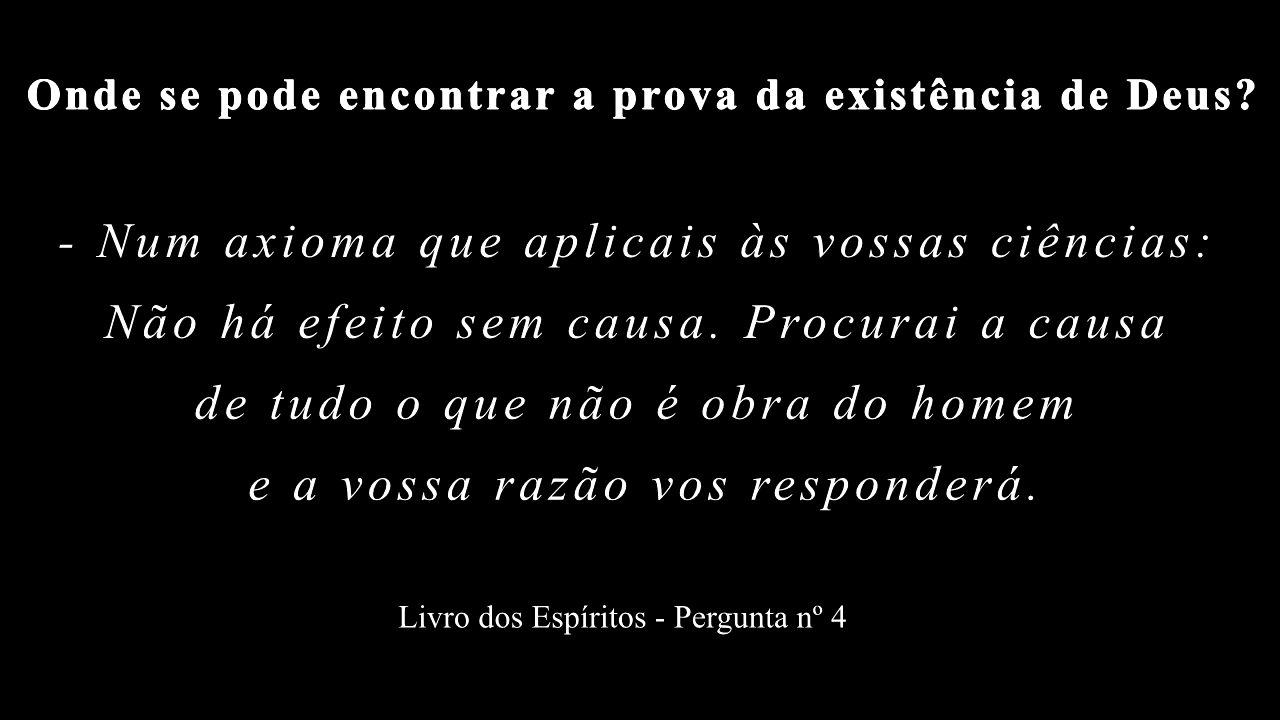 Onde se pode encontrar a prova da existência de Deus?
- Num axioma que aplicais às vossas ciências:
Não há efeito sem causa. Procurai a causa
de tudo o que não é obra do homem
e a vossa razão vos responderá.
Livro dos Espíritos - Pergunta nº 4